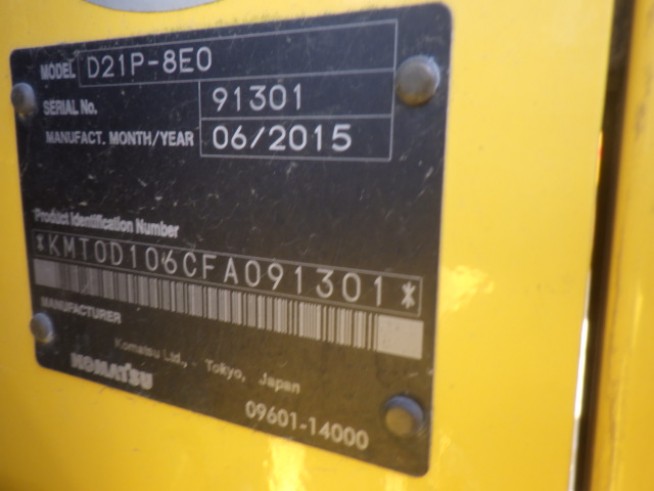 MODEL D21P-8E0
SERIAL No. 91301
MANUFACT. MONTH/YEAR 06/2015
Product Identification Number
*KMT0D106CFA091301*
MANUFACTURER
Komatsu Ltd., - Tokyo, Japan
KOMATSU
09601-14000